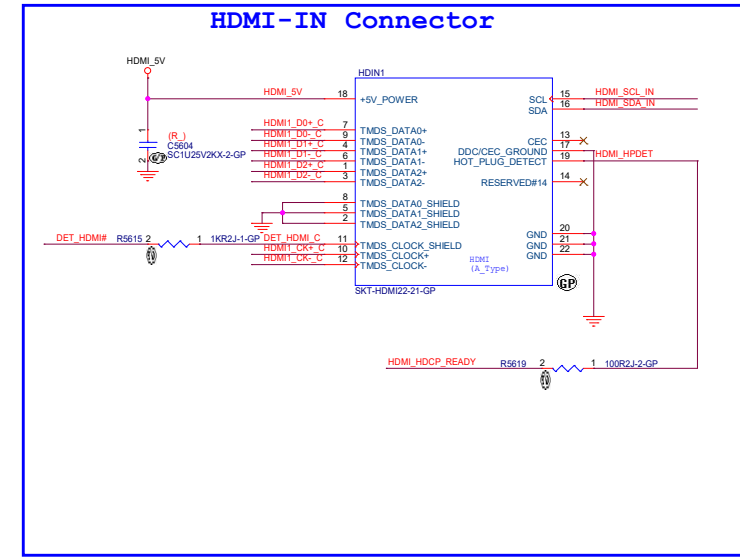 HDMI-IN Connector
HDMI_5V
HDIN1
HDMI_5V 18 +5V_POWER SCL 15 HDMI_SCL_IN
SDA 16 HDMI_SDA_IN
1
(R_)
C5604
SC1U25V2KX-2-GP
2
HDMI1_D0+_C 7 TMDS_DATA0+
HDMI1_D0-_C 9 TMDS_DATA0- CEC 13
HDMI1_D1+_C 4 TMDS_DATA1+ DDC/CEC_GROUND 17
HDMI1_D1-_C 6 TMDS_DATA1- HOT_PLUG_DETECT 19 HDMI_HPDET
HDMI1_D2+_C 1 TMDS_DATA2+
HDMI1_D2-_C 3 TMDS_DATA2- RESERVED#14 14
8 TMDS_DATA0_SHIELD
5 TMDS_DATA1_SHIELD
2 TMDS_DATA2_SHIELD
GND 20
DET_HDMI# R5615 2 1 1KR2J-1-GP DET_HDMI_C 11 TMDS_CLOCK_SHIELD GND 21
HDMI1_CK+_C 10 TMDS_CLOCK+ GND 22
HDMI1_CK-_C 12 TMDS_CLOCK-
HDMI
(A_Type)
GP
SKT-HDMI22-21-GP
HDMI_HDCP_READY R5619 2 1 100R2J-2-GP